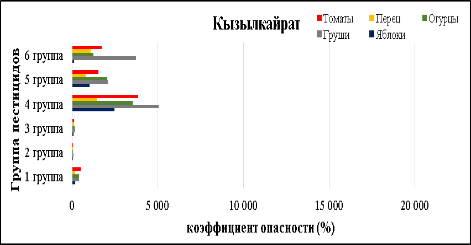 Кызылкайрат
Томаты Перец Огурцы
Груши Яблоки
Группа пестицидов
6 группа
5 группа
4 группа
3 группа
2 группа
1 группа
0 5 000 10 000 15 000 20 000
коэффициент опасности (%)